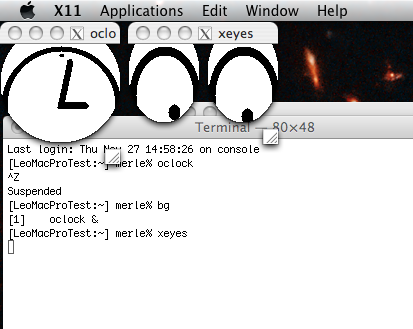 X11 Applications Edit Window Help
X oclo X xeyes
Terminal — 80×48
Last login: Thu Nov 27 14:58:26 on console
[LeoMacProTest:~] merle% oclock
^Z
Suspended
[LeoMacProTest:~] merle% bg
[1]    oclock &
[LeoMacProTest:~] merle% xeyes